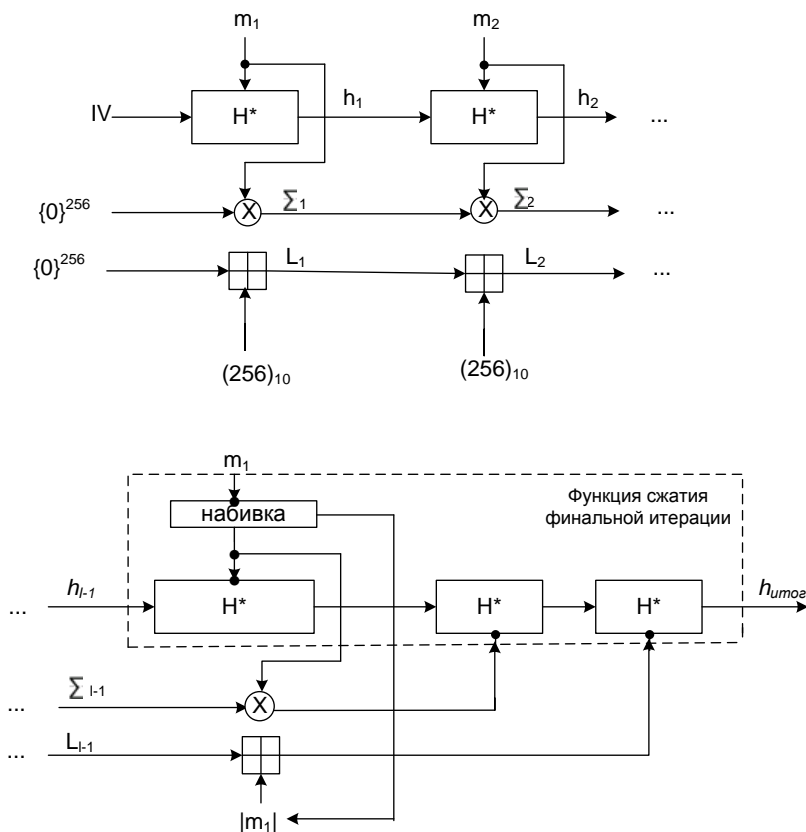 m₁ m₂
IV H* h₁ H* h₂ ...
{0}²⁵⁶ X Σ₁ X Σ₂ ...
{0}²⁵⁶ L₁ L₂ ...
(256)₁₀ (256)₁₀
m₁
набивка
Функция сжатия
финальной итерации
... hₗ₋₁ H* H* H* hитог
... Σ ₗ₋₁ X
... Lₗ₋₁
|m₁|